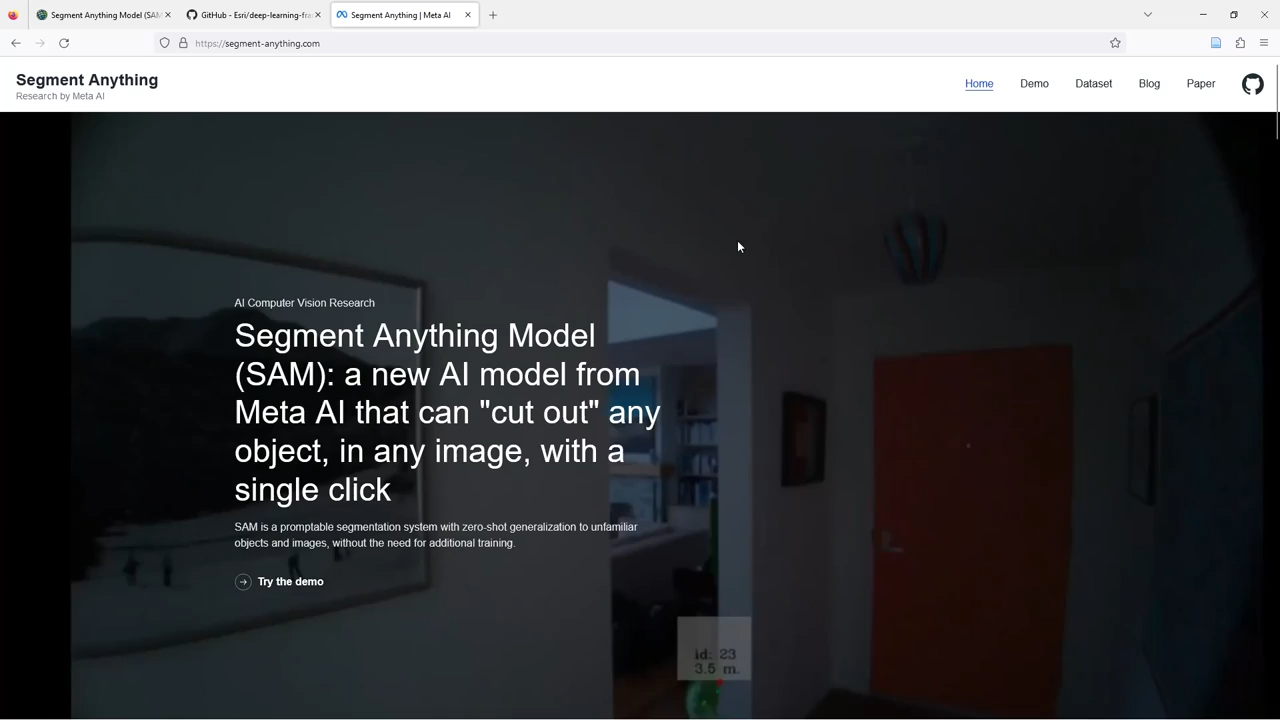 Segment Anything Model (SAM
GitHub - Esri/deep-learning-fra
Segment Anything | Meta AI
https://segment-anything.com
Segment Anything
Research by Meta AI
Home
Demo
Dataset
Blog
Paper
AI Computer Vision Research
Segment Anything Model
(SAM): a new AI model from
Meta AI that can "cut out" any
object, in any image, with a
single click
SAM is a promptable segmentation system with zero-shot generalization to unfamiliar
objects and images, without the need for additional training.
Try the demo
id: 23
3.5 m.